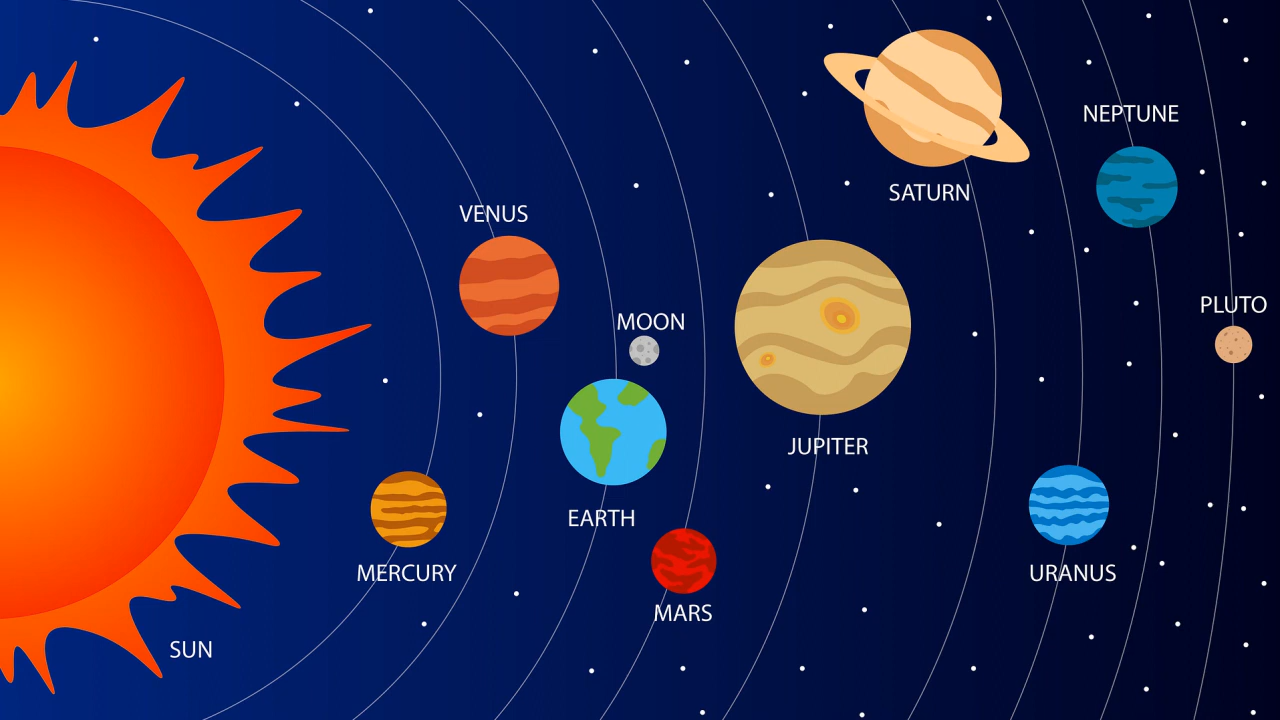 SUN
MERCURY
VENUS
MOON
EARTH
MARS
JUPITER
SATURN
URANUS
NEPTUNE
PLUTO